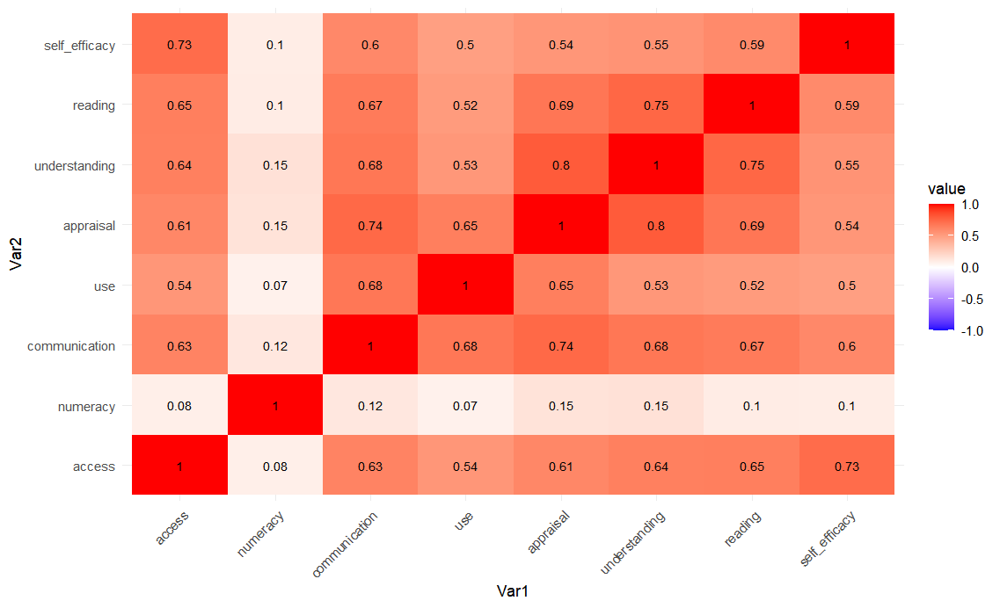 self_efficacy 0.73 0.1 0.6 0.5 0.54 0.55 0.59 1
reading 0.65 0.1 0.67 0.52 0.69 0.75 1 0.59
understanding 0.64 0.15 0.68 0.53 0.8 1 0.75 0.55
appraisal 0.61 0.15 0.74 0.65 1 0.8 0.69 0.54
use 0.54 0.07 0.68 1 0.65 0.53 0.52 0.5
communication 0.63 0.12 1 0.68 0.74 0.68 0.67 0.6
numeracy 0.08 1 0.12 0.07 0.15 0.15 0.1 0.1
access 1 0.08 0.63 0.54 0.61 0.64 0.65 0.73
access numeracy communication use appraisal understanding reading self_efficacy
Var1
Var2
value
1.0
0.5
0.0
-0.5
-1.0